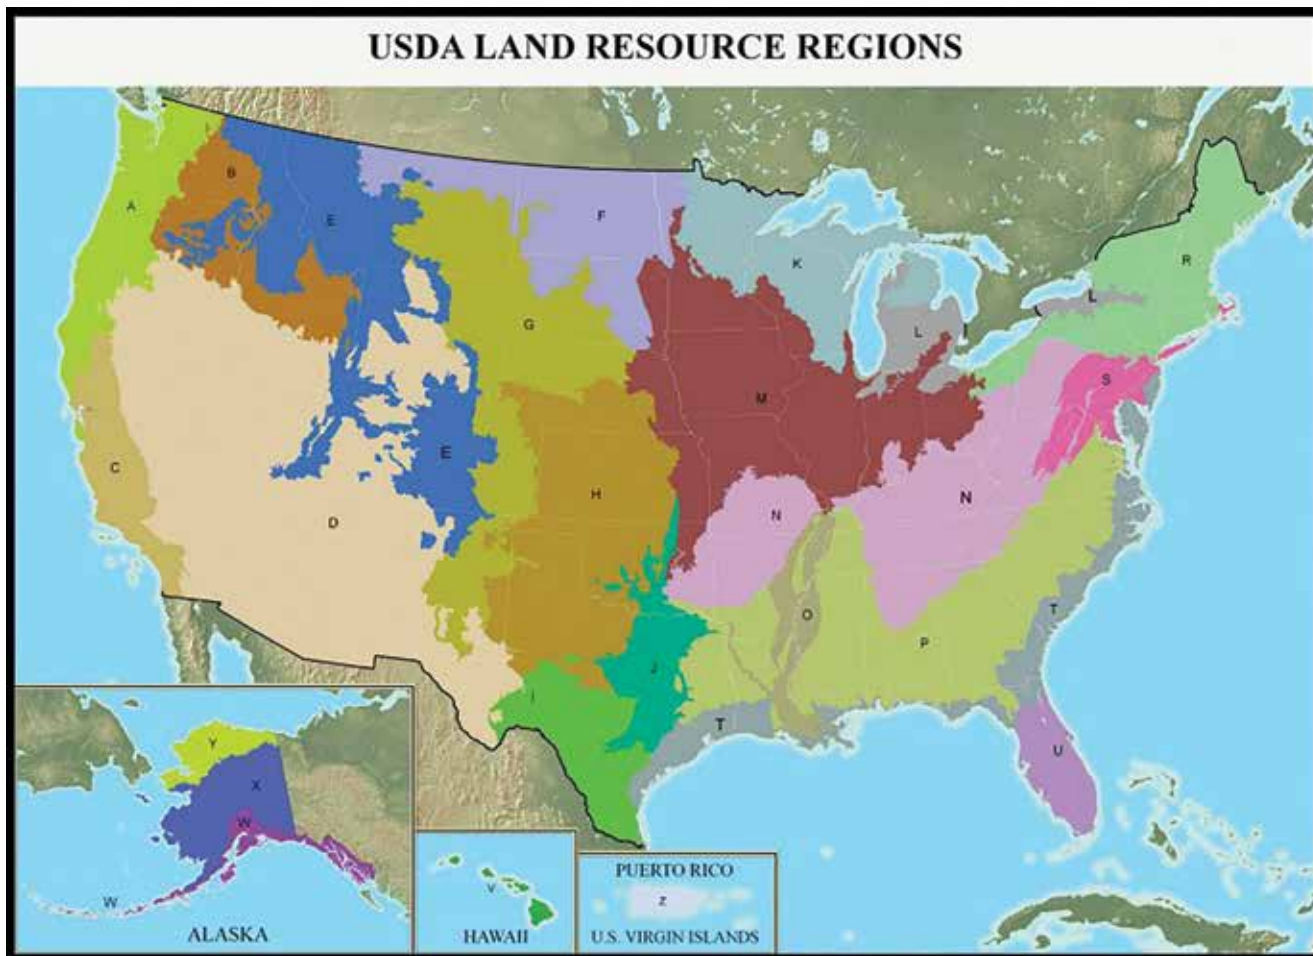 USDA LAND RESOURCE REGIONS
A
B
E
F
K
R
L
L
G
S
M
C
E
H
N
N
D
O
T
P
J
I
T
U
Y
X
W
W
ALASKA
V
HAWAII
PUERTO RICO
Z
U.S. VIRGIN ISLANDS